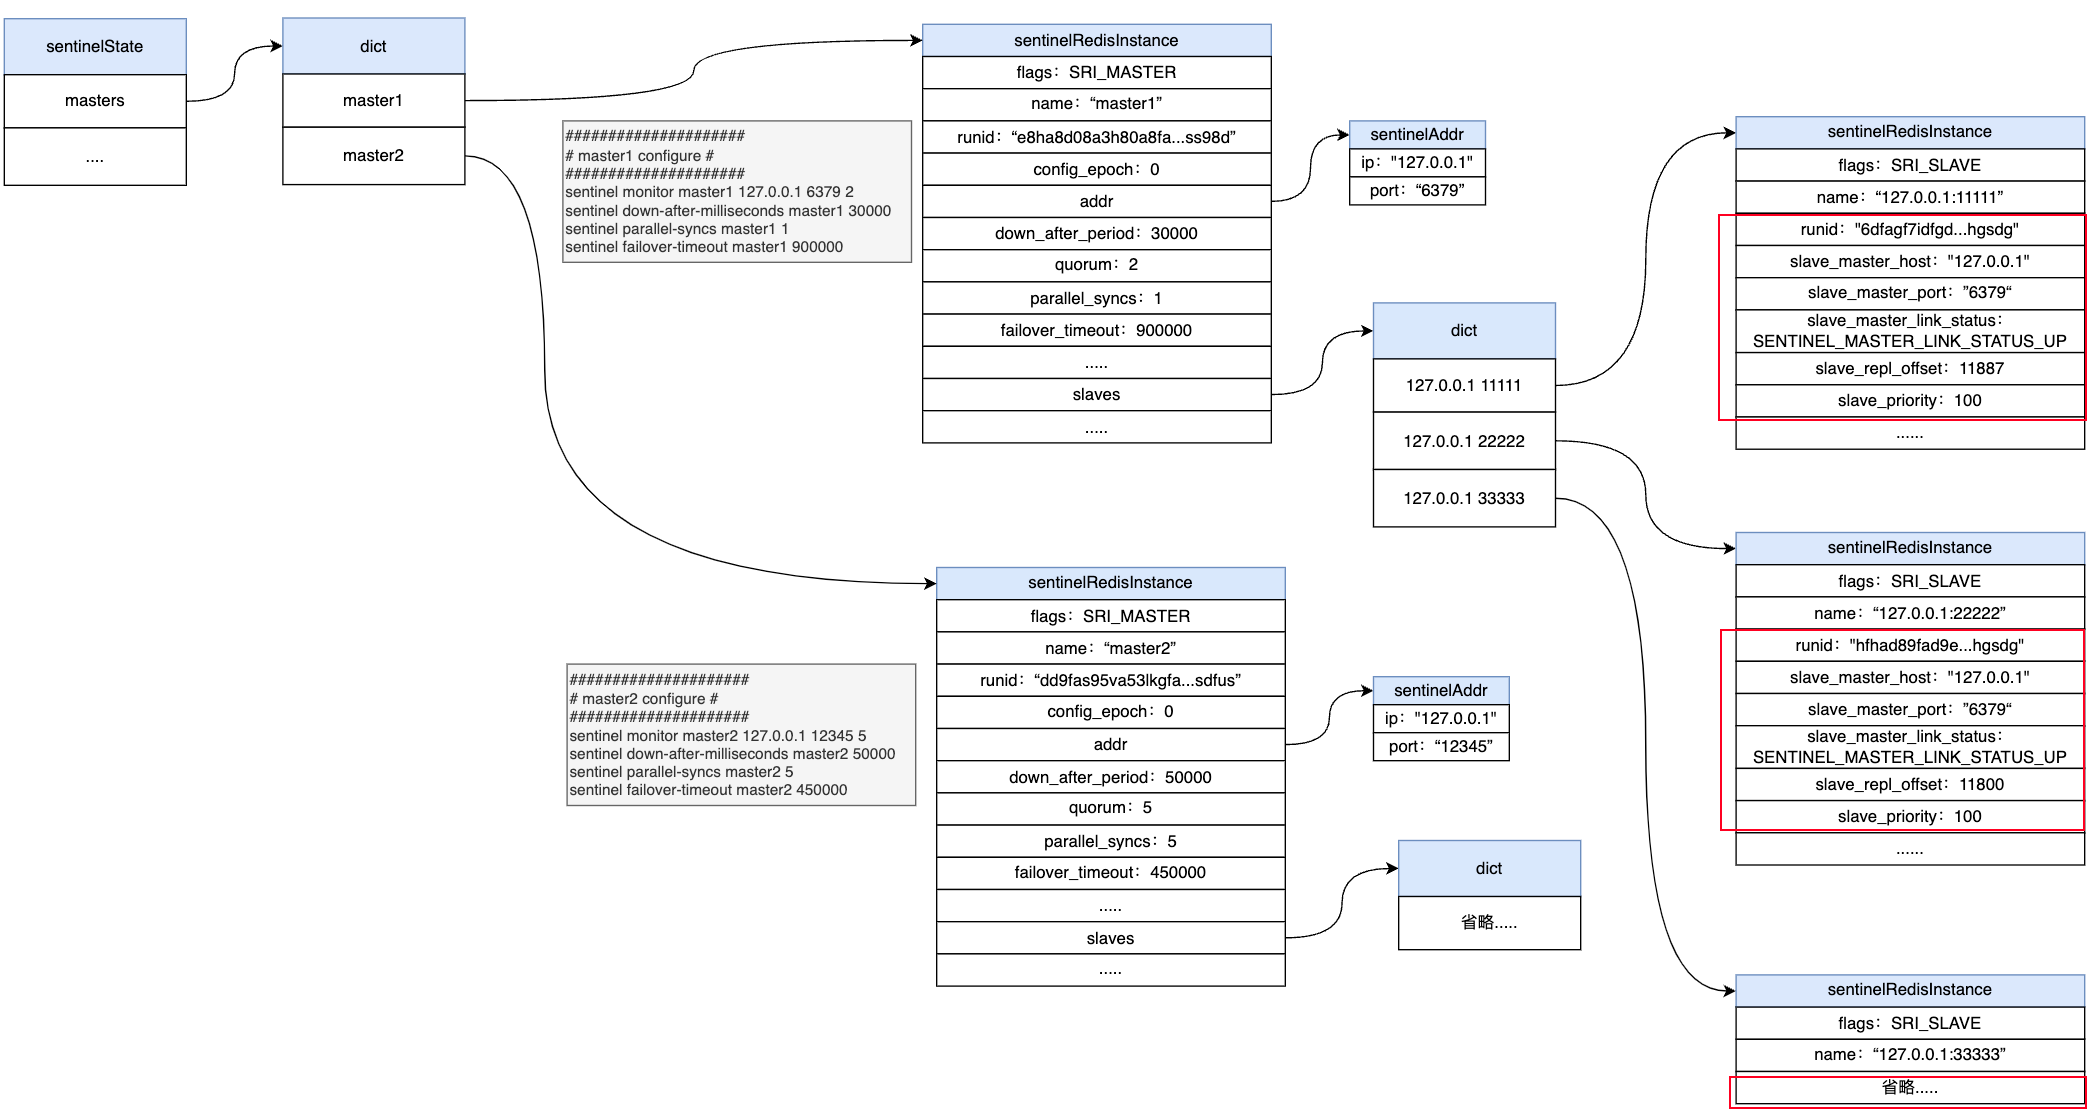 sentinelState
masters
....
dict
master1
master2
#####################
# master1 configure #
#####################
sentinel monitor master1 127.0.0.1 6379 2
sentinel down-after-milliseconds master1 30000
sentinel parallel-syncs master1 1
sentinel failover-timeout master1 900000
sentinelRedisInstance
flags：SRI_MASTER
name：“master1”
runid：“e8ha8d08a3h80a8fa...ss98d”
config_epoch：0
addr
down_after_period：30000
quorum：2
parallel_syncs：1
failover_timeout：900000
.....
slaves
.....
sentinelAddr
ip："127.0.0.1"
port：“6379”
dict
127.0.0.1 11111
127.0.0.1 22222
127.0.0.1 33333
sentinelRedisInstance
flags：SRI_SLAVE
name：“127.0.0.1:11111”
runid："6dfagf7idfgd...hgsdg"
slave_master_host："127.0.0.1"
slave_master_port：”6379“
slave_master_link_status：
SENTINEL_MASTER_LINK_STATUS_UP
slave_repl_offset：11887
slave_priority：100
......
#####################
# master2 configure #
#####################
sentinel monitor master2 127.0.0.1 12345 5
sentinel down-after-milliseconds master2 50000
sentinel parallel-syncs master2 5
sentinel failover-timeout master2 450000
sentinelRedisInstance
flags：SRI_MASTER
name：“master2”
runid：“dd9fas95va53lkgfa...sdfus”
config_epoch：0
addr
down_after_period：50000
quorum：5
parallel_syncs：5
failover_timeout：450000
.....
slaves
.....
sentinelAddr
ip："127.0.0.1"
port：“12345”
dict
省略.....
sentinelRedisInstance
flags：SRI_SLAVE
name：“127.0.0.1:22222”
runid："hfhad89fad9e...hgsdg"
slave_master_host："127.0.0.1"
slave_master_port：”6379“
slave_master_link_status：
SENTINEL_MASTER_LINK_STATUS_UP
slave_repl_offset：11800
slave_priority：100
......
sentinelRedisInstance
flags：SRI_SLAVE
name：“127.0.0.1:33333”
省略.....